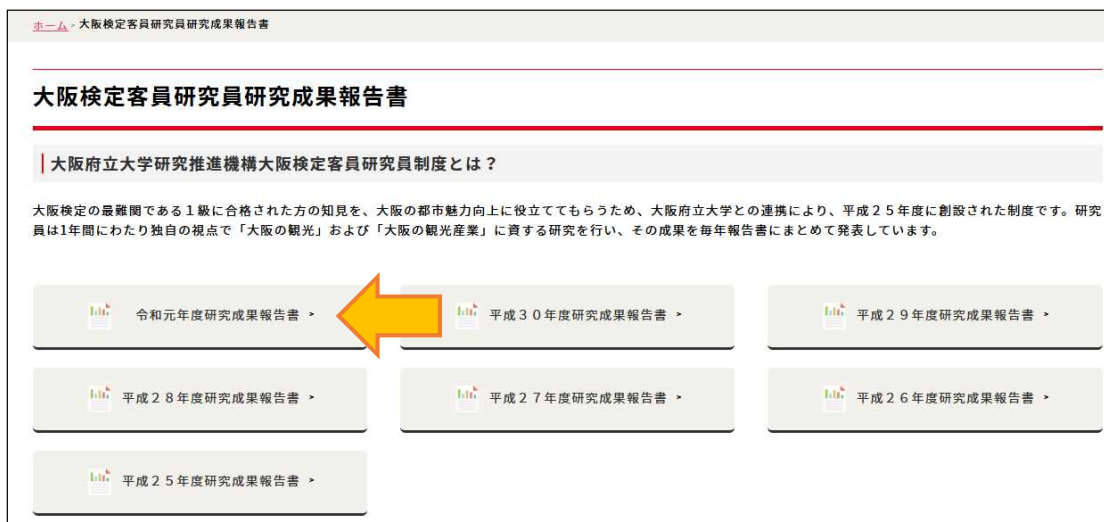 ホーム > 大阪検定客員研究員研究成果報告書
大阪検定客員研究員研究成果報告書
大阪府立大学研究推進機構大阪検定客員研究員制度とは？
大阪検定の最難関である１級に合格された方の知見を、大阪の都市魅力向上に役立ててもらうため、大阪府立大学との連携により、平成２５年度に創設された制度です。研究
員は1年間にわたり独自の視点で「大阪の観光」および「大阪の観光産業」に資する研究を行い、その成果を毎年報告書にまとめて発表しています。
令和元年度研究成果報告書 >
平成３０年度研究成果報告書 >
平成２９年度研究成果報告書 >
平成２８年度研究成果報告書 >
平成２７年度研究成果報告書 >
平成２６年度研究成果報告書 >
平成２５年度研究成果報告書 >